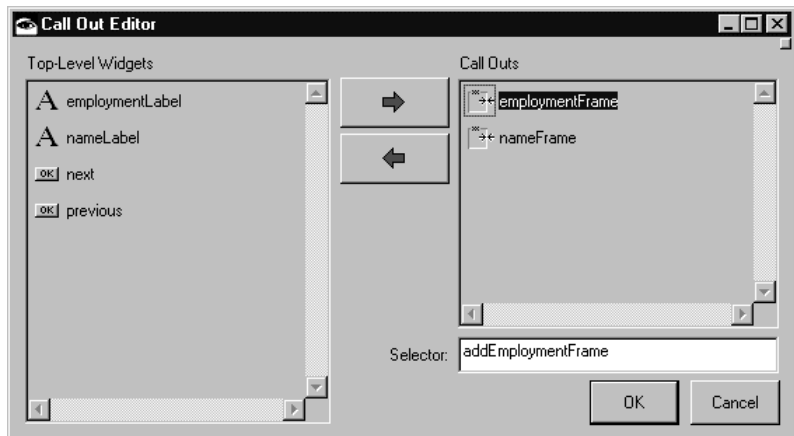 Call Out Editor
Top-Level Widgets
A employmentLabel
A nameLabel
OK next
OK previous
Call Outs
employmentFrame
nameFrame
Selector: addEmploymentFrame
OK Cancel